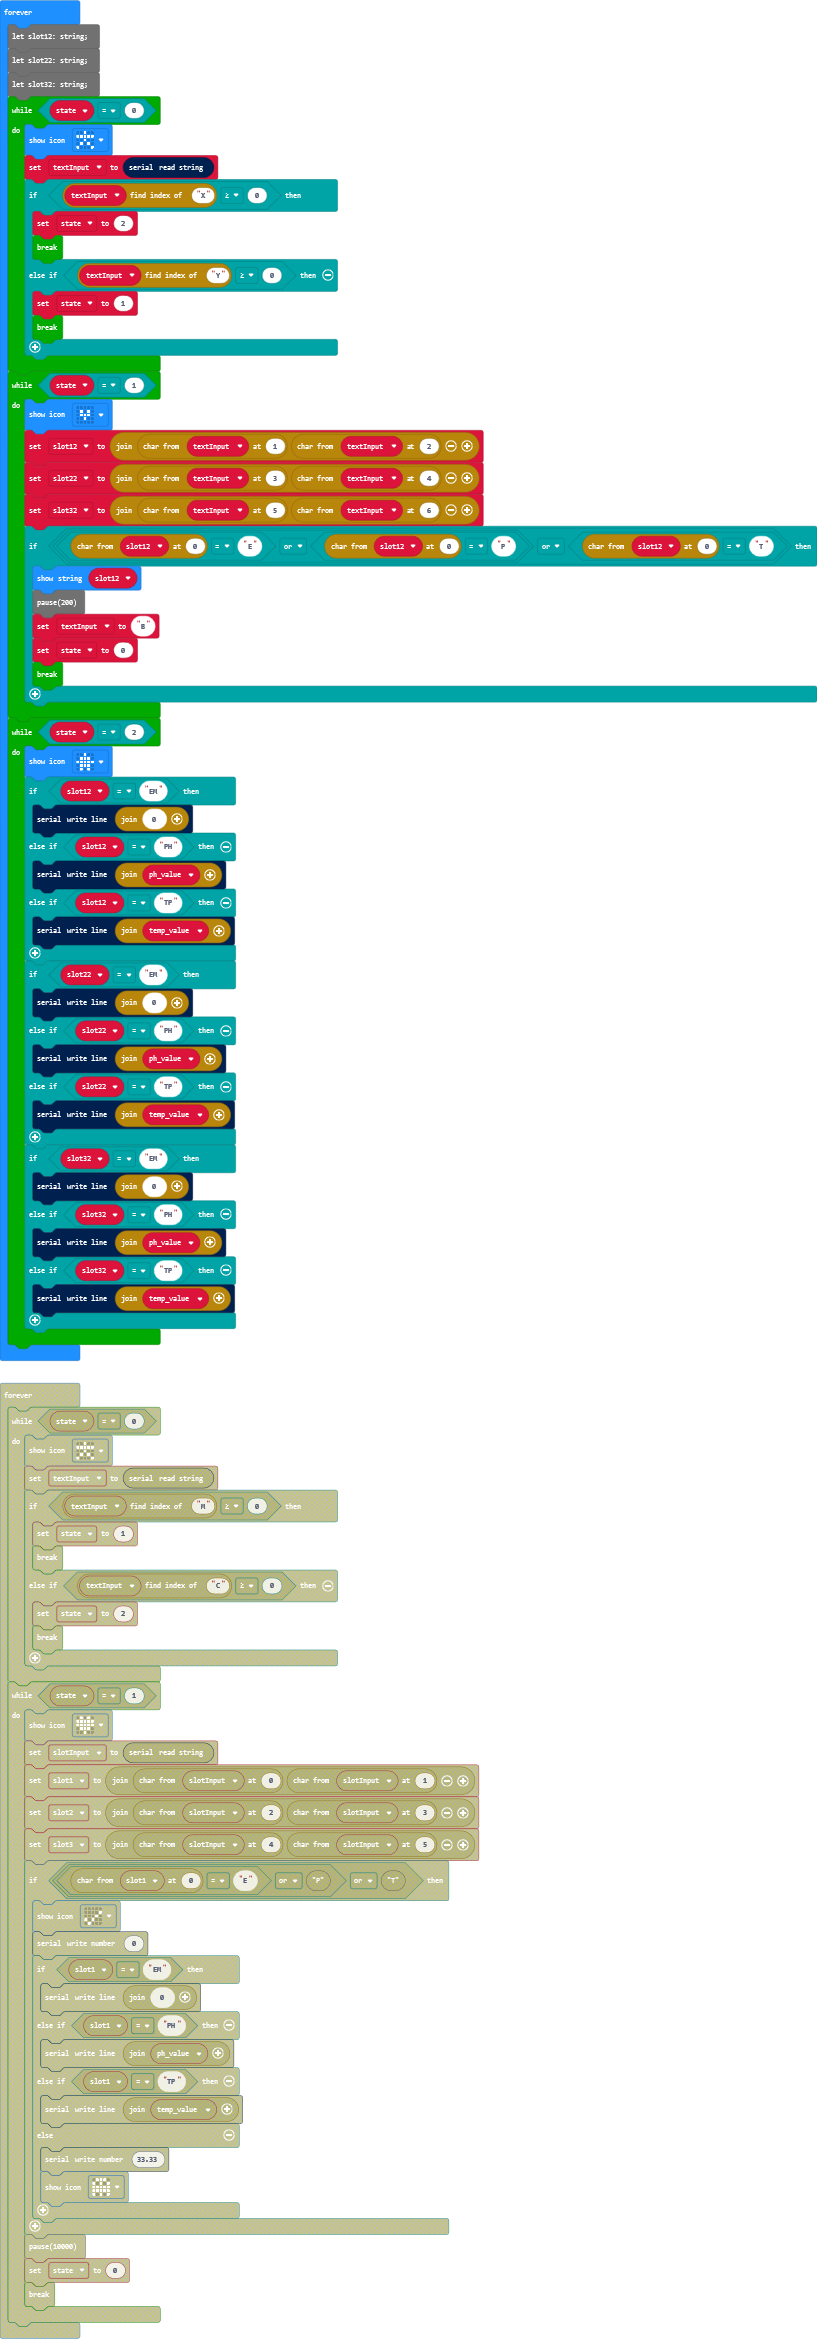 forever
let slot12: string;
let slot22: string;
let slot32: string;
while state = 0
do
show icon
set textInput to serial read string
if textInput find index of "X" ≥ 0 then
set state to 2
break
else if textInput find index of "Y" ≥ 0 then
set state to 1
break
while state = 1
do
show icon
set slot12 to join char from textInput at 1 char from textInput at 2
set slot22 to join char from textInput at 3 char from textInput at 4
set slot32 to join char from textInput at 5 char from textInput at 6
if char from slot12 at 0 = "E" or char from slot12 at 0 = "P" or char from slot12 at 0 = "T" then
show string slot12
pause(200)
set textInput to "B"
set state to 0
break
while state = 2
do
show icon
if slot12 = "EM" then
serial write line join 0
else if slot12 = "PH" then
serial write line join ph_value
else if slot12 = "TP" then
serial write line join temp_value
if slot22 = "EM" then
serial write line join 0
else if slot22 = "PH" then
serial write line join ph_value
else if slot22 = "TP" then
serial write line join temp_value
if slot32 = "EM" then
serial write line join 0
else if slot32 = "PH" then
serial write line join ph_value
else if slot32 = "TP" then
serial write line join temp_value
forever
while state = 0
do
show icon
set textInput to serial read string
if textInput find index of "M" ≥ 0 then
set state to 1
break
else if textInput find index of "C" ≥ 0 then
set state to 2
break
while state = 1
do
show icon
set slotInput to serial read string
set slot1 to join char from slotInput at 0 char from slotInput at 1
set slot2 to join char from slotInput at 2 char from slotInput at 3
set slot3 to join char from slotInput at 4 char from slotInput at 5
if char from slot1 at 0 = "E" or "P" or "T" then
show icon
serial write number 0
if slot1 = "EM" then
serial write line join 0
else if slot1 = "PH" then
serial write line join ph_value
else if slot1 = "TP" then
serial write line join temp_value
else
serial write number 33.33
show icon
pause(10000)
set state to 0
break